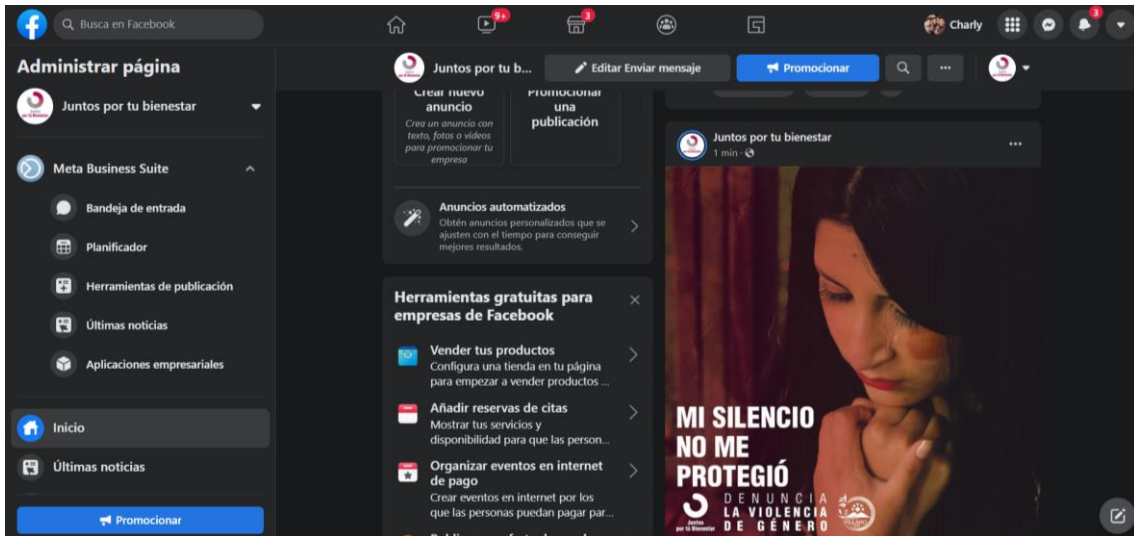 Busca en Facebook
9+
3
Charly
3
Administrar página
Juntos por tu bienestar
Meta Business Suite
Bandeja de entrada
Planificador
Herramientas de publicación
Últimas noticias
Aplicaciones empresariales
Inicio
Últimas noticias
Promocionar
Juntos por tu b...
Editar Enviar mensaje
Promocionar
Crear nuevo
anuncio
Crea un anuncio con
texto, fotos o vídeos
para promocionar tu
empresa
Promocionar
una
publicación
Anuncios automatizados
Obtén anuncios personalizados que se
ajusten con el tiempo para conseguir
mejores resultados.
Herramientas gratuitas para
empresas de Facebook
Vender tus productos
Configura una tienda en tu página
para empezar a vender productos ...
Añadir reservas de citas
Mostrar tus servicios y
disponibilidad para que las person...
Organizar eventos en internet
de pago
Crear eventos en internet por los
que las personas puedan pagar par...
Juntos por tu bienestar
1 min
MI SILENCIO
NO ME
PROTEGIÓ
DENUNCIA
LA VIOLENCIA
DE GÉNERO
Juntos
por tú Bienestar